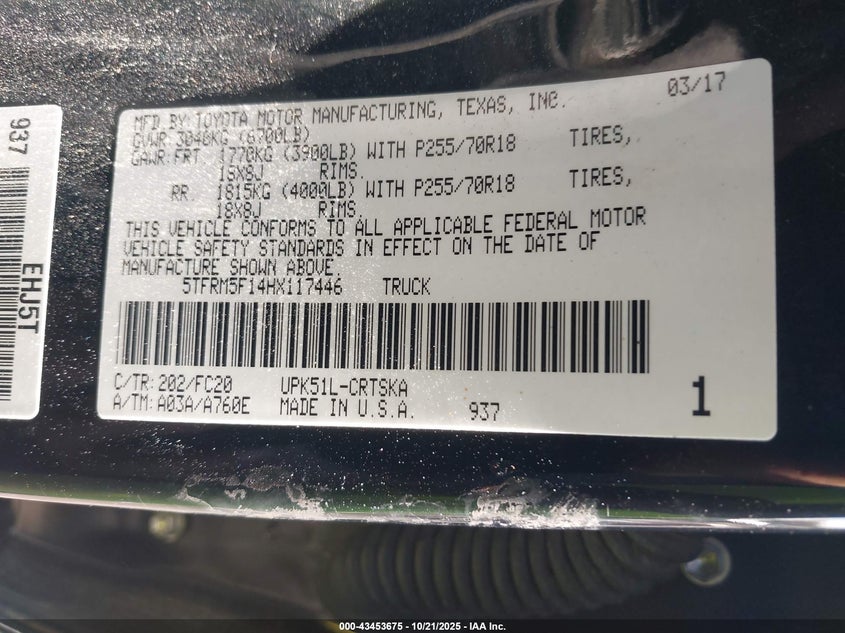 937
EHJ5T
MFD BY TOYOTA MOTOR MANUFACTURING, TEXAS, INC. 03/17
GVWR 3040KG (6700LB)
GAWR FRT 1770KG (3900LB) WITH P255/70R18 TIRES,
18X8J RIMS.
RR. 1815KG (4000LB) WITH P255/70R18 TIRES,
18X8J RIMS.
THIS VEHICLE CONFORMS TO ALL APPLICABLE FEDERAL MOTOR
VEHICLE SAFETY STANDARDS IN EFFECT ON THE DATE OF
MANUFACTURE SHOWN ABOVE.
5TFRM5F14HX117446 TRUCK
C/TR: 202/FC20 UPK51L-CRTSKA
A/TM: A03A/A760E MADE IN U.S.A. 937 1
000-43453675 - 10/21/2025 - IAA Inc.